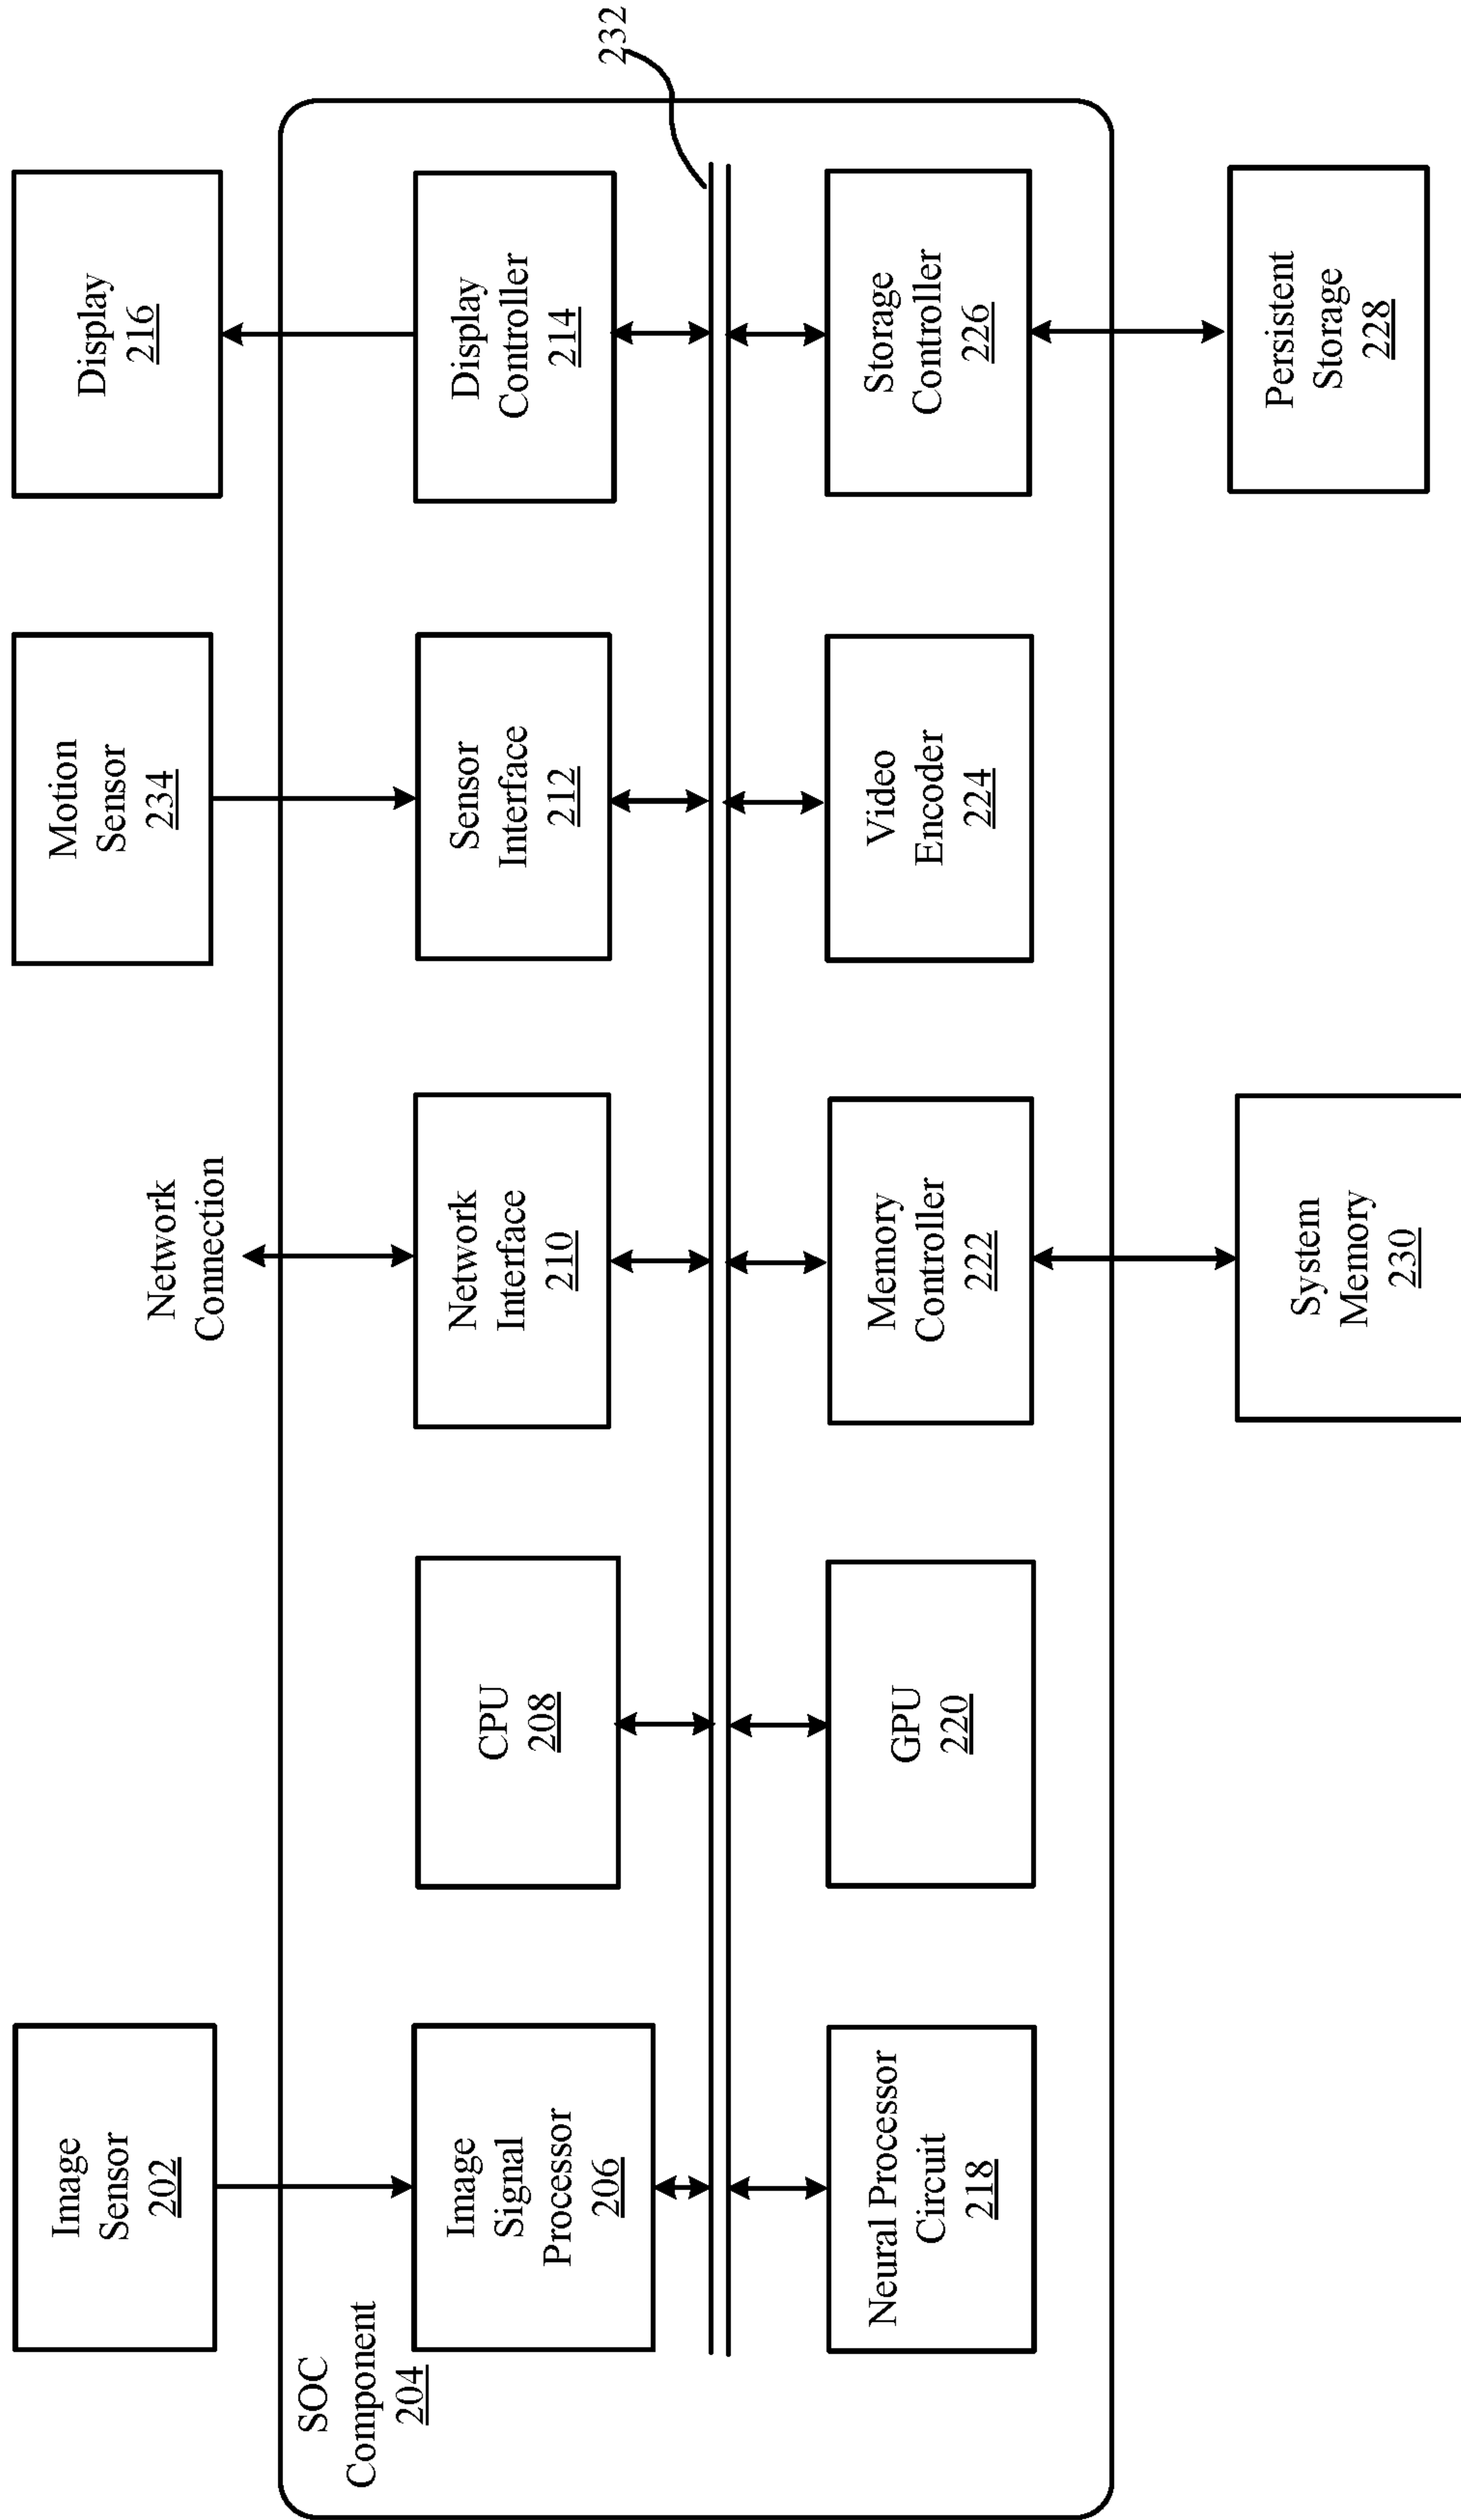 Image
Sensor
202
Network
Connection
Motion
Sensor
234
Display
216
SOC
Component
204
Image
Signal
Processor
206
CPU
208
Network
Interface
210
Sensor
Interface
212
Display
Controller
214
232
Neural Processor
Circuit
218
GPU
220
Memory
Controller
222
Video
Encoder
224
Storage
Controller
226
System
Memory
230
Persistent
Storage
228